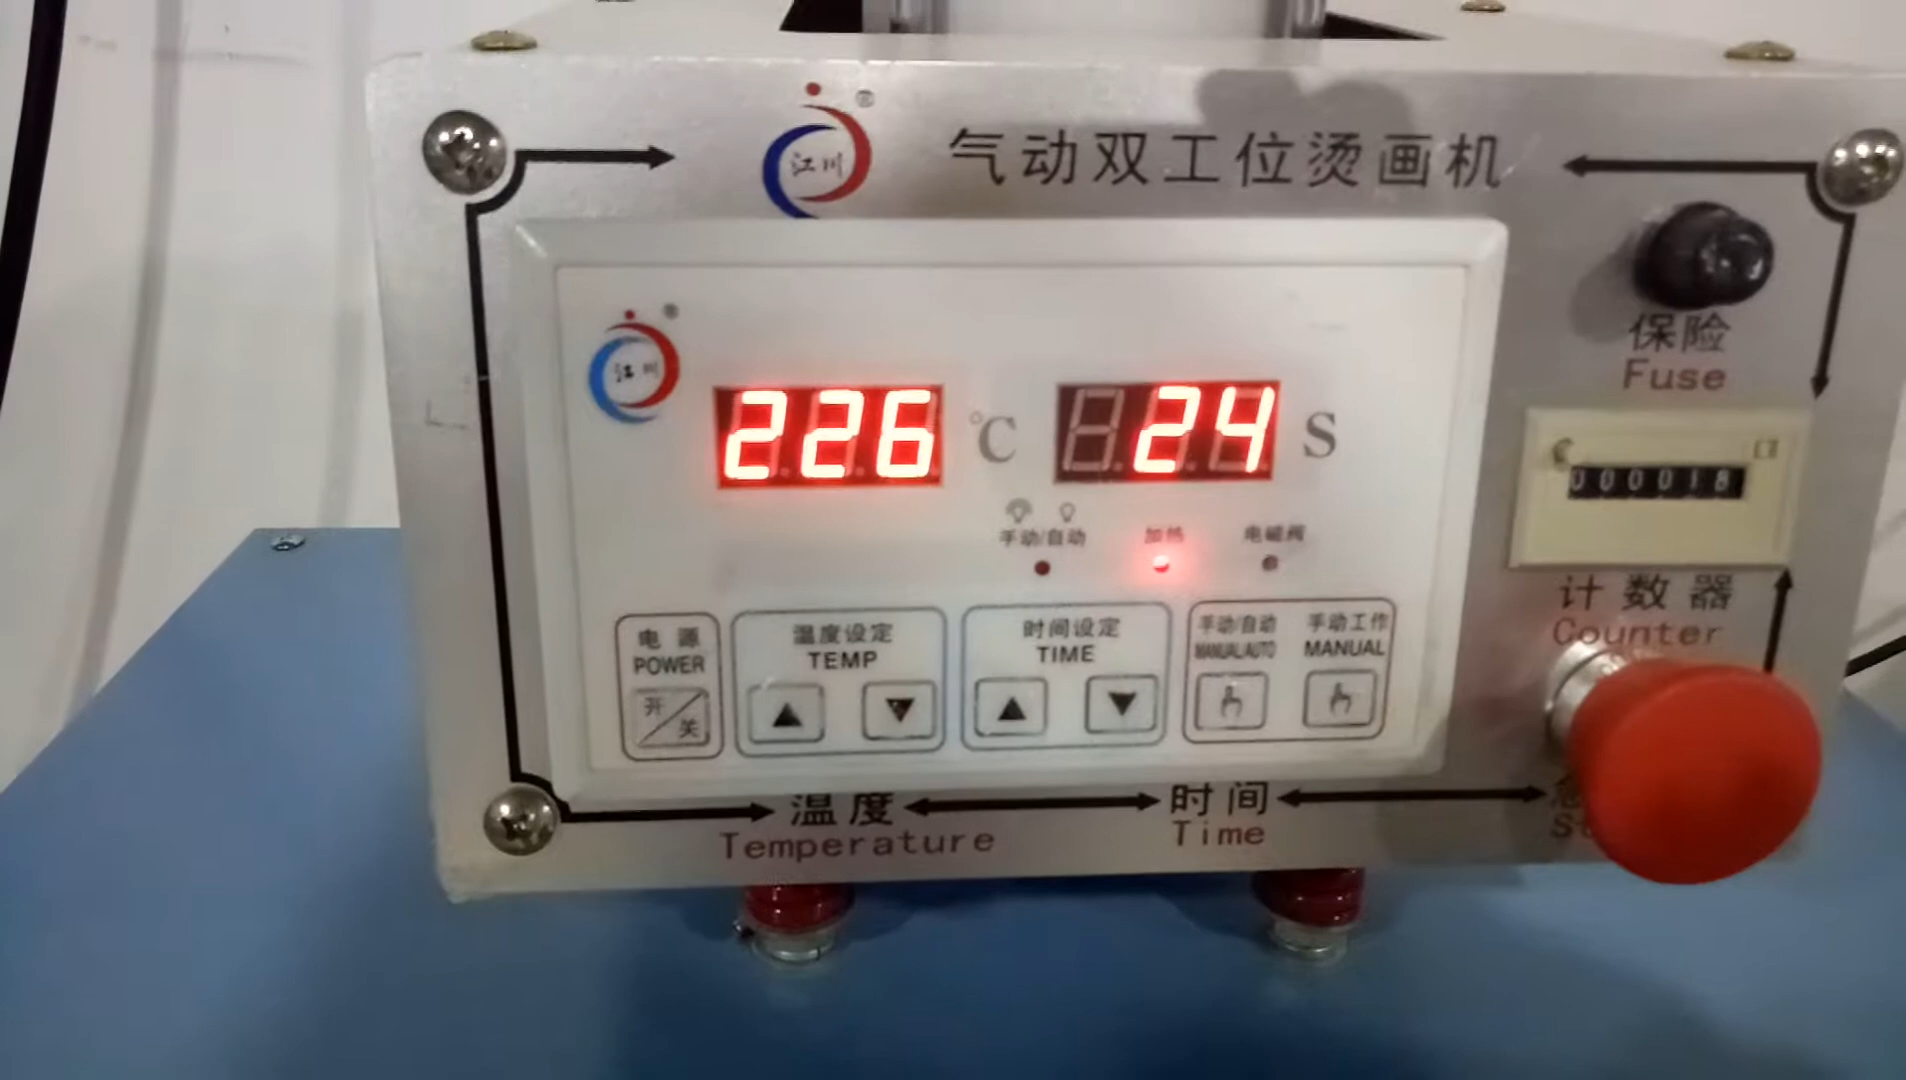 江川 ®
气动双工位烫画机
保险
Fuse
®
江川
226 ℃
24 S
000018
手动/自动 加热 电磁阀
计数器
Counter
电源
POWER
开/关
温度设定
TEMP
时间设定
TIME
手动/自动
MANUAL/AUTO
手动工作
MANUAL
温度
Temperature
时间
Time